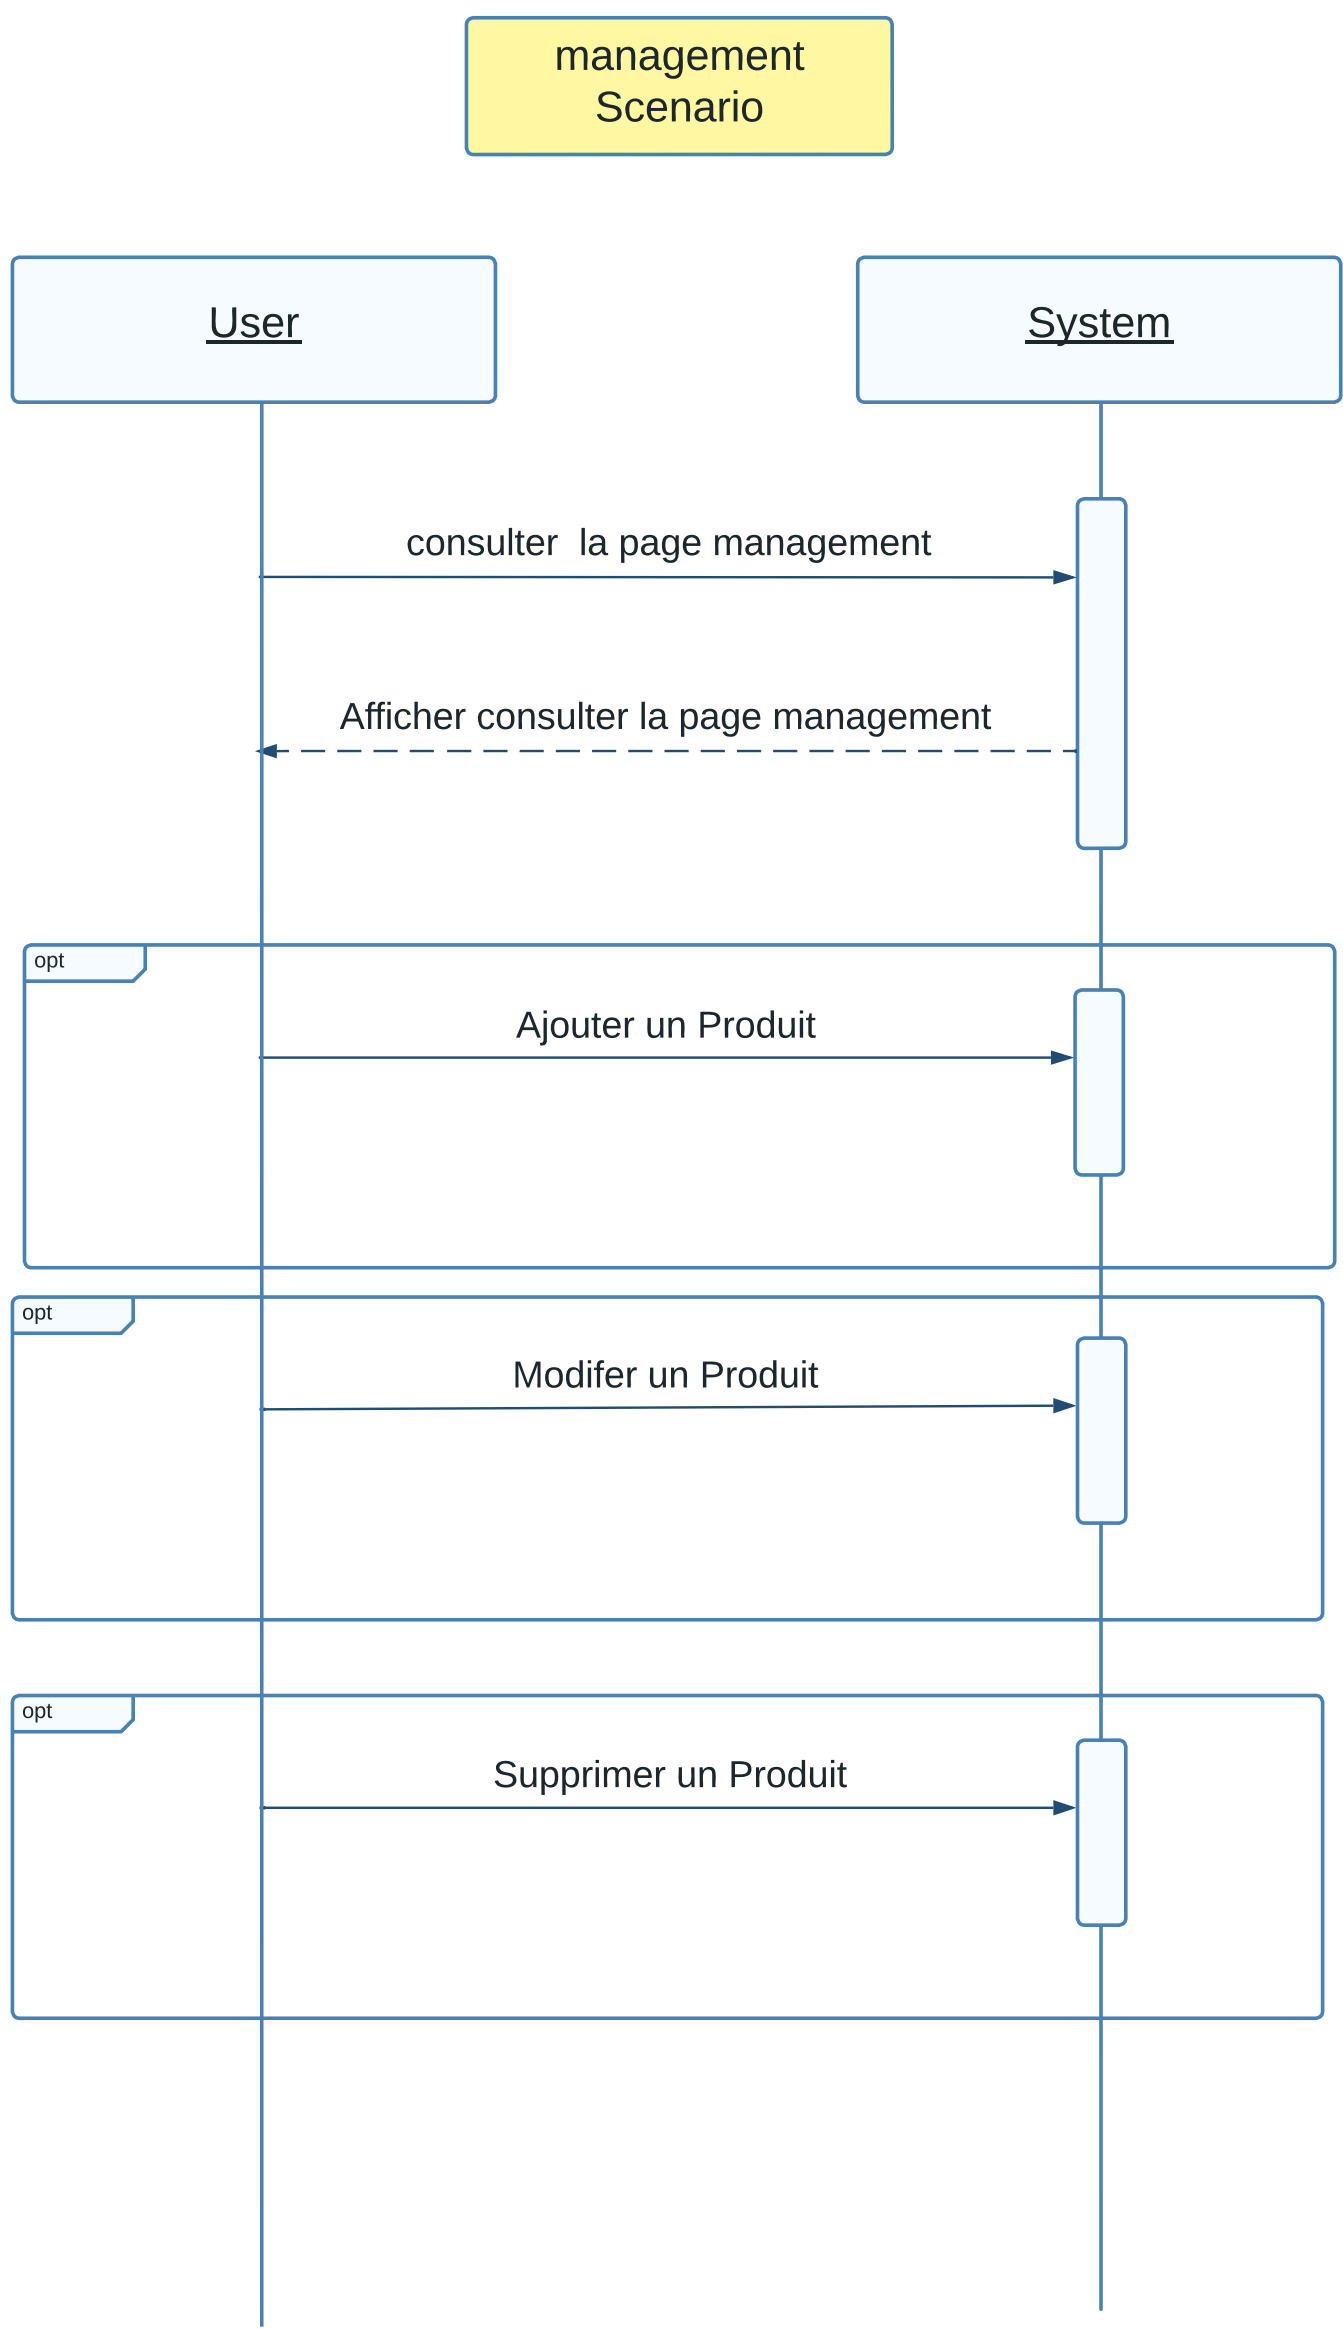 management
Scenario
User
System
consulter  la page management
Afficher consulter la page management
opt
Ajouter un Produit
opt
Modifer un Produit
opt
Supprimer un Produit